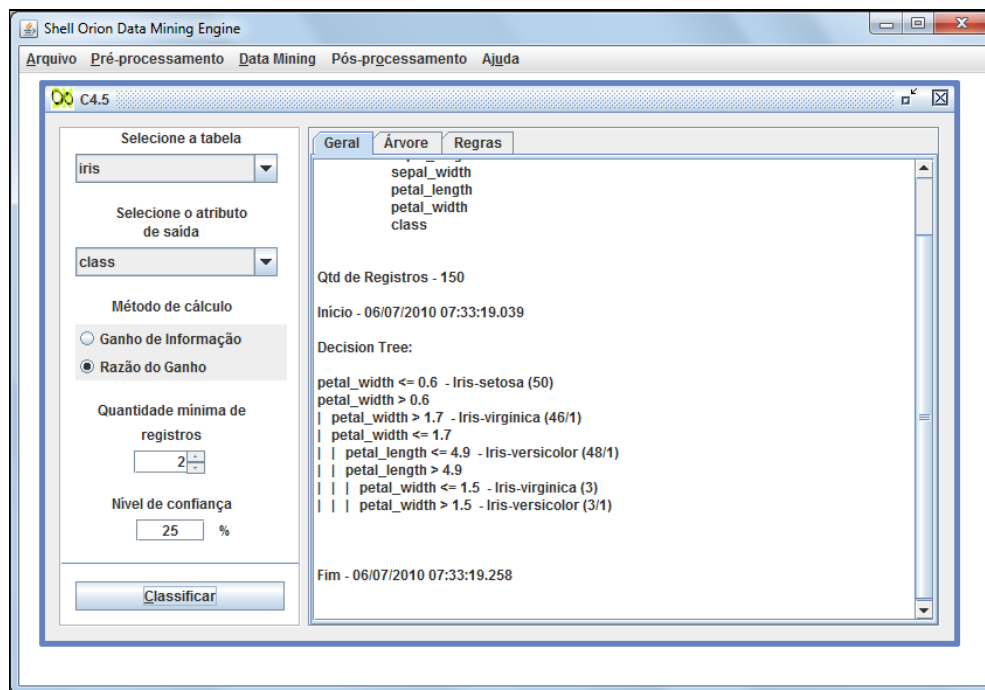 Shell Orion Data Mining Engine
Arquivo Pré-processamento Data Mining Pós-processamento Ajuda
C4.5
Selecione a tabela
iris
Selecione o atributo
de saída
class
Método de cálculo
Ganho de Informação
Razão do Ganho
Quantidade mínima de
registros
2
Nível de confiança
25 %
Classificar
Geral Árvore Regras
sepal_width
petal_length
petal_width
class
Qtd de Registros - 150
Início - 06/07/2010 07:33:19.039
Decision Tree:
petal_width <= 0.6 - Iris-setosa (50)
petal_width > 0.6
| petal_width > 1.7 - Iris-virginica (46/1)
| petal_width <= 1.7
| | petal_length <= 4.9 - Iris-versicolor (48/1)
| | petal_length > 4.9
| | | petal_width <= 1.5 - Iris-virginica (3)
| | | petal_width > 1.5 - Iris-versicolor (3/1)
Fim - 06/07/2010 07:33:19.258